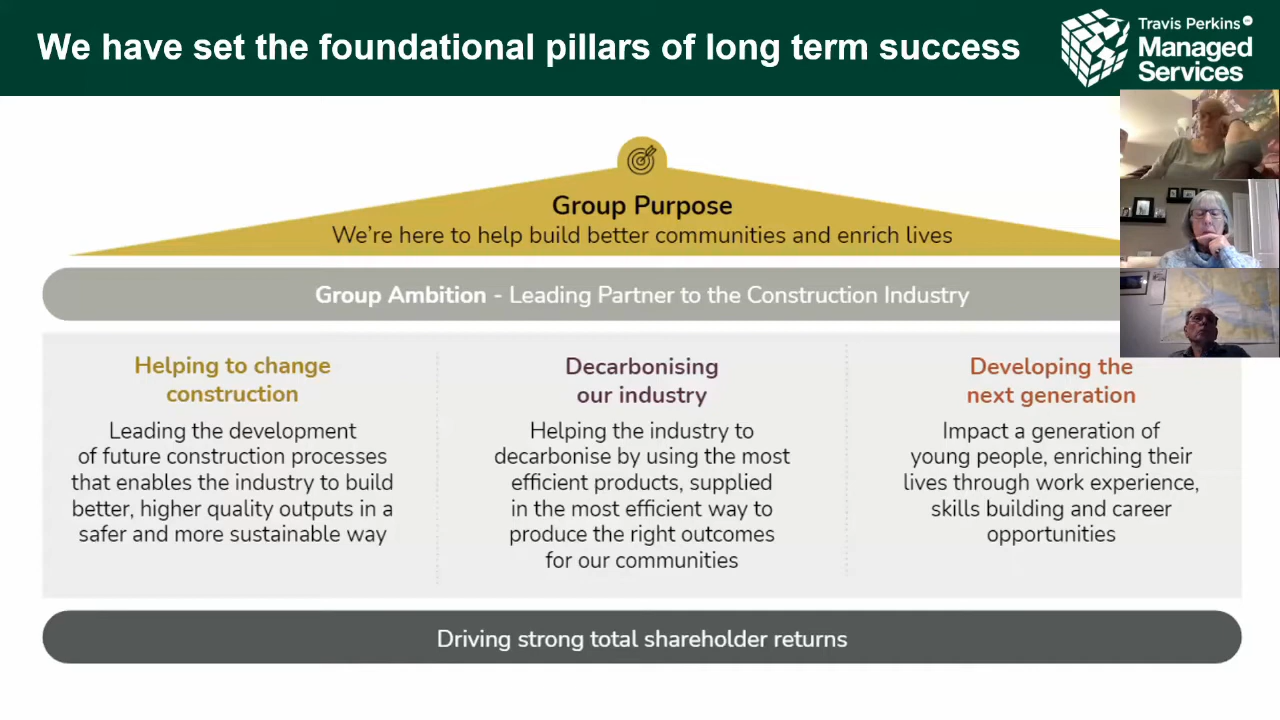 We have set the foundational pillars of long term success
Travis Perkins
Managed
Services
Group Purpose
We're here to help build better communities and enrich lives
Group Ambition - Leading Partner to the Construction Industry
Helping to change
construction
Leading the development
of future construction processes
that enables the industry to build
better, higher quality outputs in a
safer and more sustainable way
Decarbonising
our industry
Helping the industry to
decarbonise by using the most
efficient products, supplied
in the most efficient way to
produce the right outcomes
for our communities
Developing the
next generation
Impact a generation of
young people, enriching their
lives through work experience,
skills building and career
opportunities
Driving strong total shareholder returns